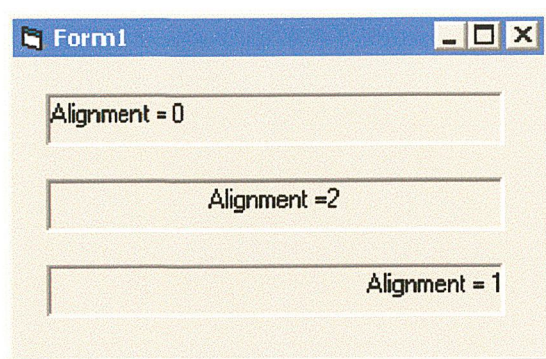 Form1
Alignment = 0
Alignment =2
Alignment = 1